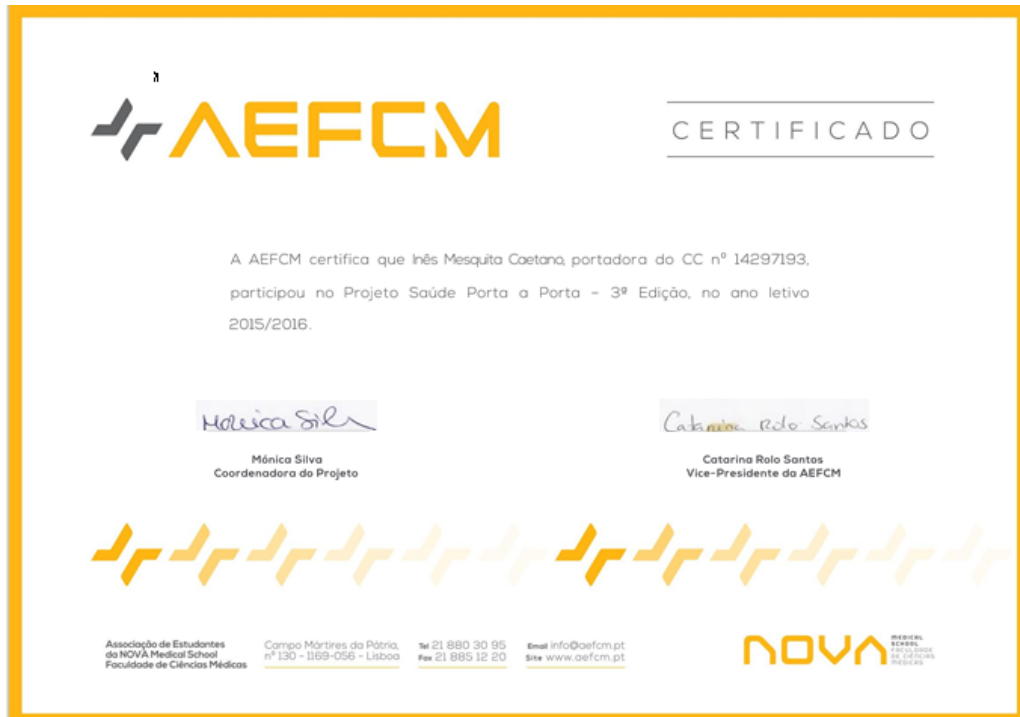 AEFCM
CERTIFICADO
A AEFCM certifica que Inês Mesquita Caetano, portadora do CC nº 14297193,
participou no Projeto Saúde Porta a Porta - 3ª Edição, no ano letivo
2015/2016.
Mónica Silva
Catarina Rolo Santos
Mónica Silva
Coordenadora do Projeto
Catarina Rolo Santos
Vice-Presidente da AEFCM
Associação de Estudantes
da NOVA Medical School
Faculdade de Ciências Médicas
Campo Mártires da Pátria,
nº 130 - 1169-056 - Lisboa
Tel 21 880 30 95
Fax 21 885 12 20
Email info@aefcm.pt
Site www.aefcm.pt
NOVA
MEDICAL
SCHOOL
FACULDADE
DE CIÊNCIAS
MÉDICAS